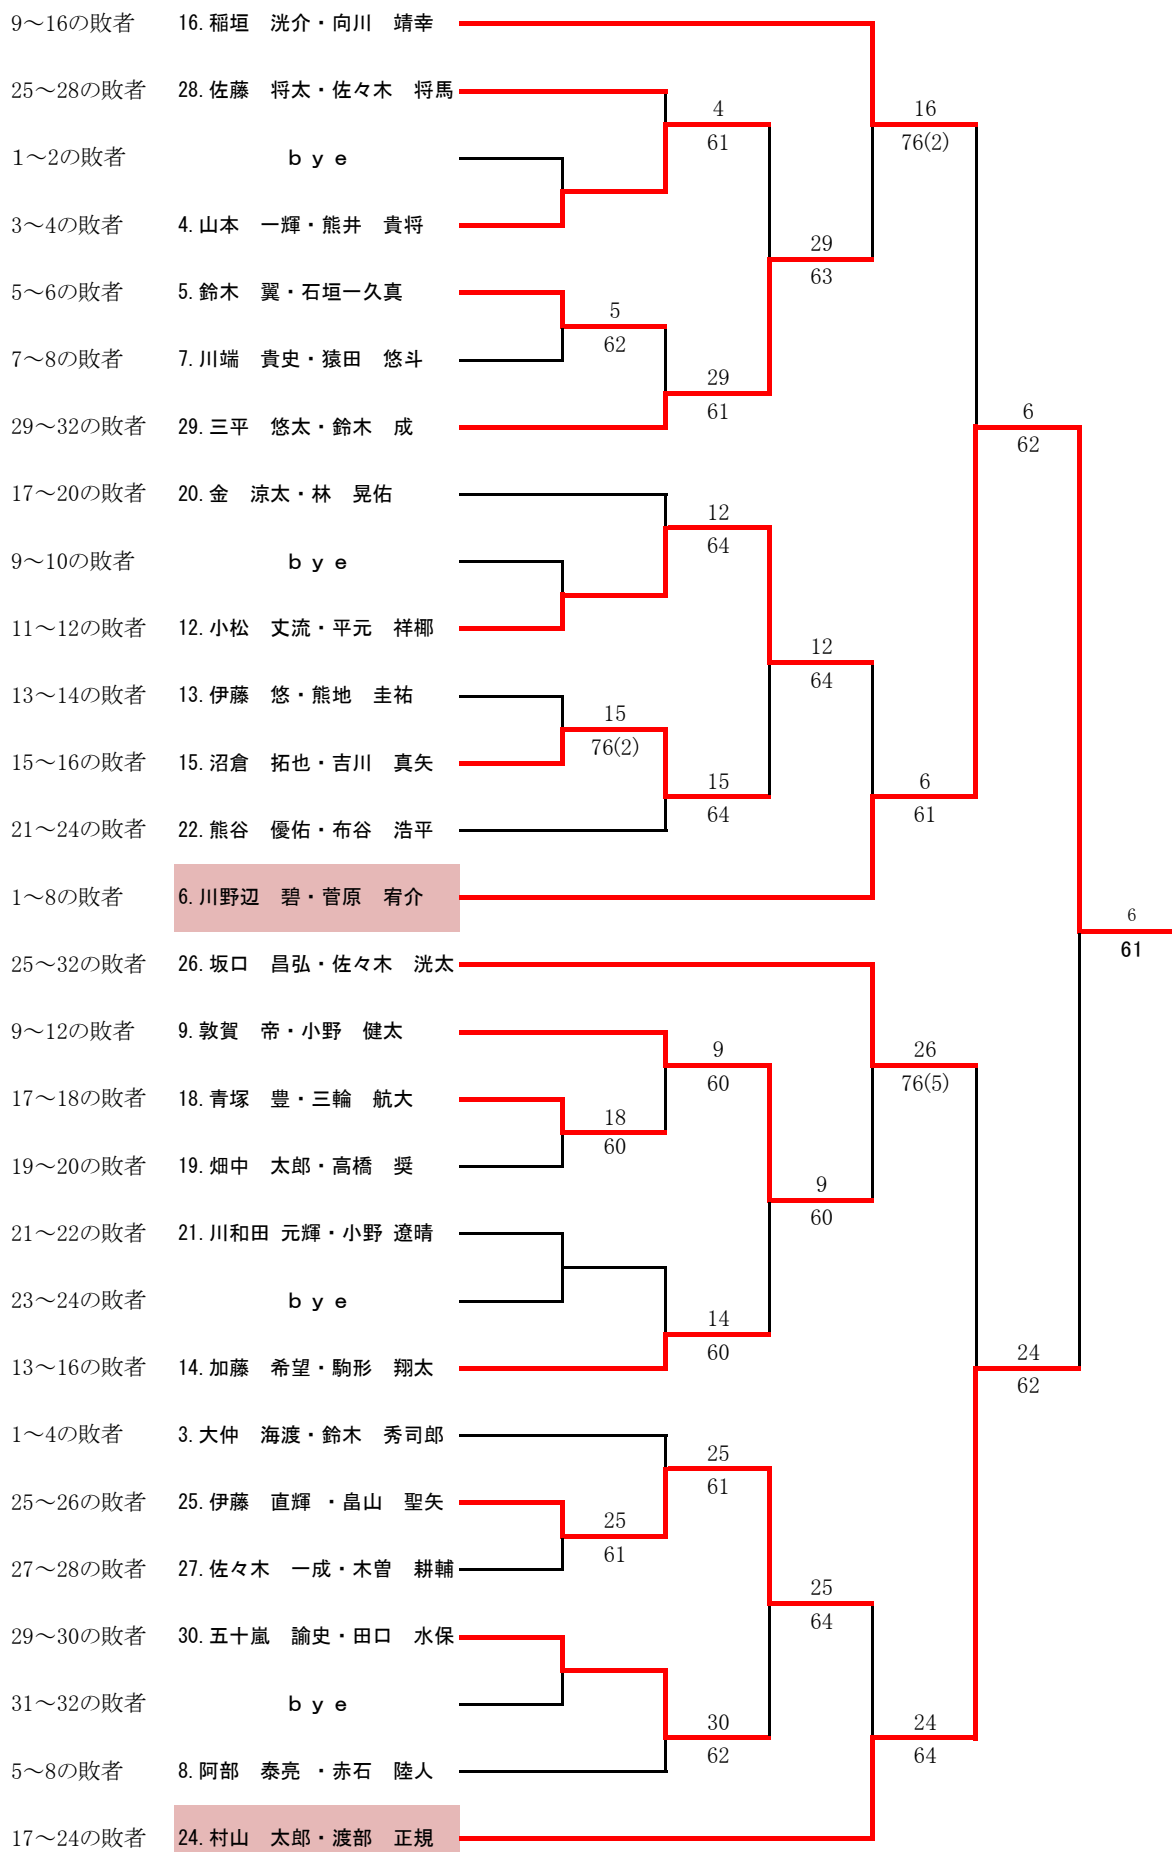 9～16の敗者 16. 稲垣 洸介・向川 靖幸
25～28の敗者 28. 佐藤 将太・佐々木 将馬
4
16
61
76(2)
1～2の敗者 bye
3～4の敗者 4. 山本 一輝・熊井 貴将
29
63
5～6の敗者 5. 鈴木 翼・石垣一久真
5
62
7～8の敗者 7. 川端 貴史・猿田 悠斗
29
61
6
62
29～32の敗者 29. 三平 悠太・鈴木 成
17～20の敗者 20. 金 涼太・林 晃佑
12
64
9～10の敗者 bye
11～12の敗者 12. 小松 丈流・平元 祥椰
12
64
13～14の敗者 13. 伊藤 悠・熊地 圭祐
15
76(2)
15～16の敗者 15. 沼倉 拓也・吉川 真矢
15
64
6
61
21～24の敗者 22. 熊谷 優佑・布谷 浩平
1～8の敗者 6. 川野辺 碧・菅原 宥介
6
61
25～32の敗者 26. 坂口 昌弘・佐々木 洸太
9～12の敗者 9. 敦賀 帝・小野 健太
9
60
26
76(5)
17～18の敗者 18. 青塚 豊・三輪 航大
18
60
19～20の敗者 19. 畑中 太郎・高橋 奨
9
60
21～22の敗者 21. 川和田 元輝・小野 遼晴
23～24の敗者 bye
14
60
13～16の敗者 14. 加藤 希望・駒形 翔太
24
62
1～4の敗者 3. 大仲 海渡・鈴木 秀司郎
25
61
25～26の敗者 25. 伊藤 直輝 ・畠山 聖矢
25
61
27～28の敗者 27. 佐々木 一成・木曽 耕輔
25
64
29～30の敗者 30. 五十嵐 諭史・田口 水保
31～32の敗者 bye
30
62
24
64
5～8の敗者 8. 阿部 泰亮 ・赤石 陸人
17～24の敗者 24. 村山 太郎・渡部 正規